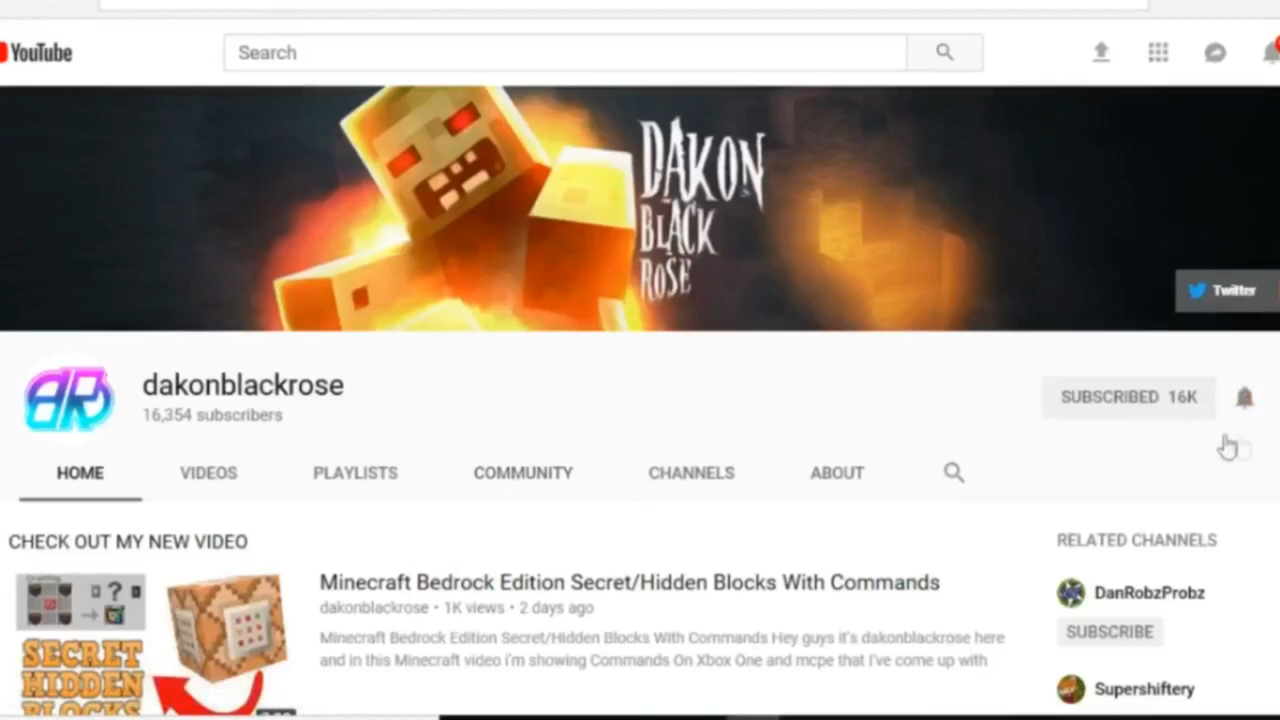 YouTube
Search
DAKON
BLACK
ROSE
Twitter
dakonblackrose
16,354 subscribers
SUBSCRIBED 16K
HOME
VIDEOS
PLAYLISTS
COMMUNITY
CHANNELS
ABOUT
CHECK OUT MY NEW VIDEO
RELATED CHANNELS
Minecraft Bedrock Edition Secret/Hidden Blocks With Commands
dakonblackrose • 1K views • 2 days ago
Minecraft Bedrock Edition Secret/Hidden Blocks With Commands Hey guys it's dakonblackrose here
and in this Minecraft video i'm showing Commands On Xbox One and mcpe that I've come up with
SECRET
HIDDEN
BLOCKS
DanRobzProbz
SUBSCRIBE
Supershiftery